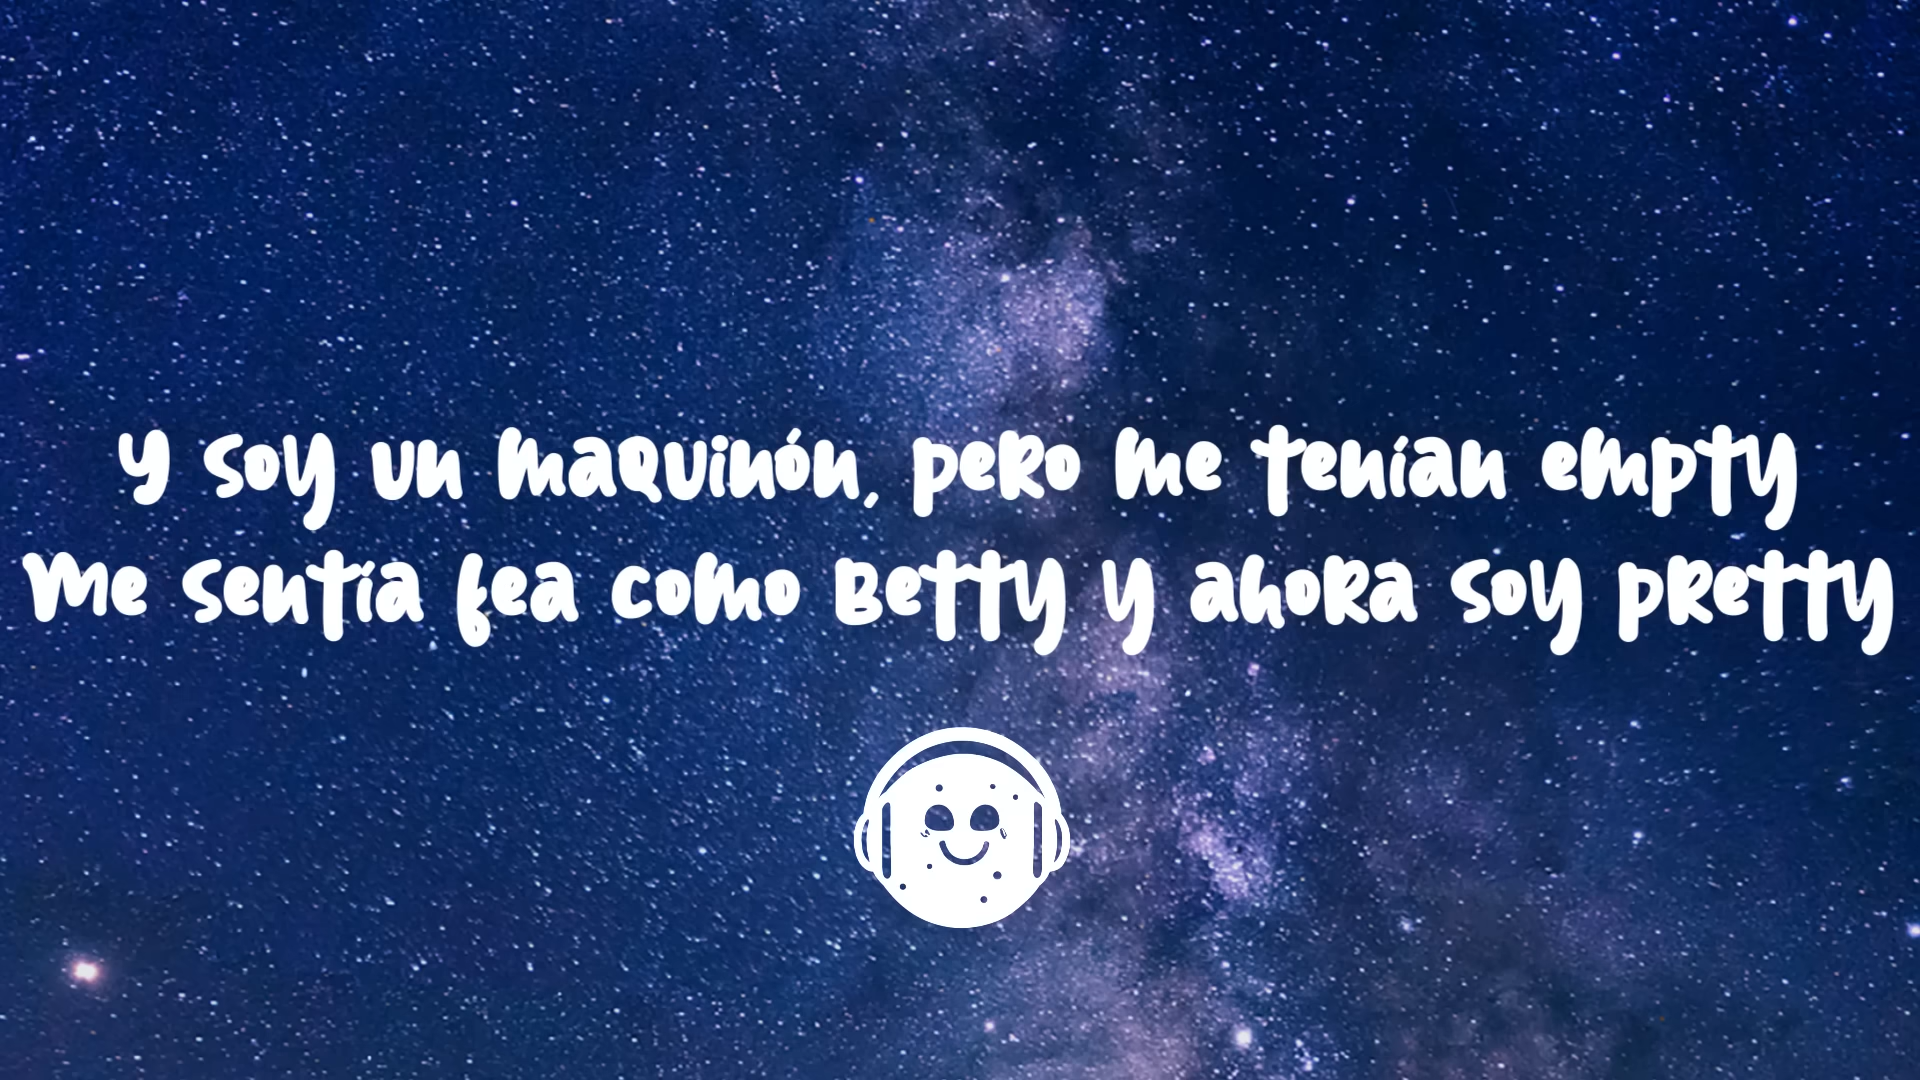 Y soy un maquinón, pero me tenían empty
Me sentía fea como Betty y ahora soy pretty